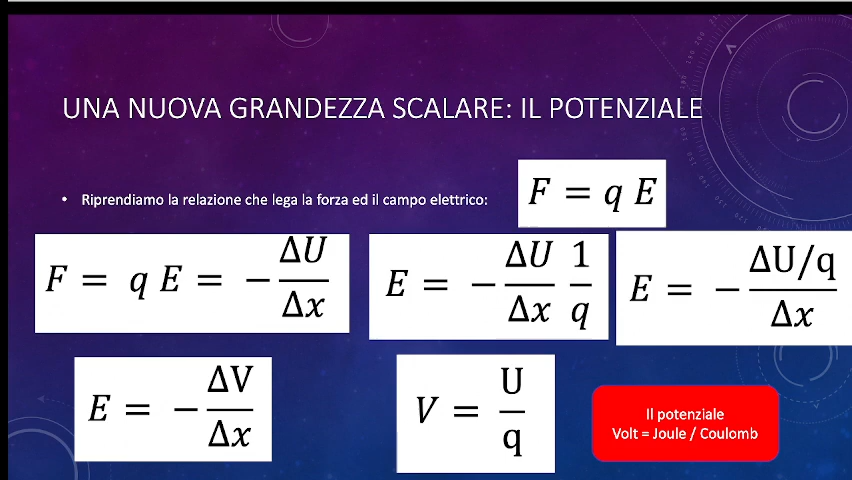 UNA NUOVA GRANDEZZA SCALARE: IL POTENZIALE
• Riprendiamo la relazione che lega la forza ed il campo elettrico:
F = q E
F = q E = − ΔU/Δx
E = − ΔU/Δx 1/q
E = − ΔU/q / Δx
E = − ΔV/Δx
V = U/q
Il potenziale
Volt = Joule / Coulomb